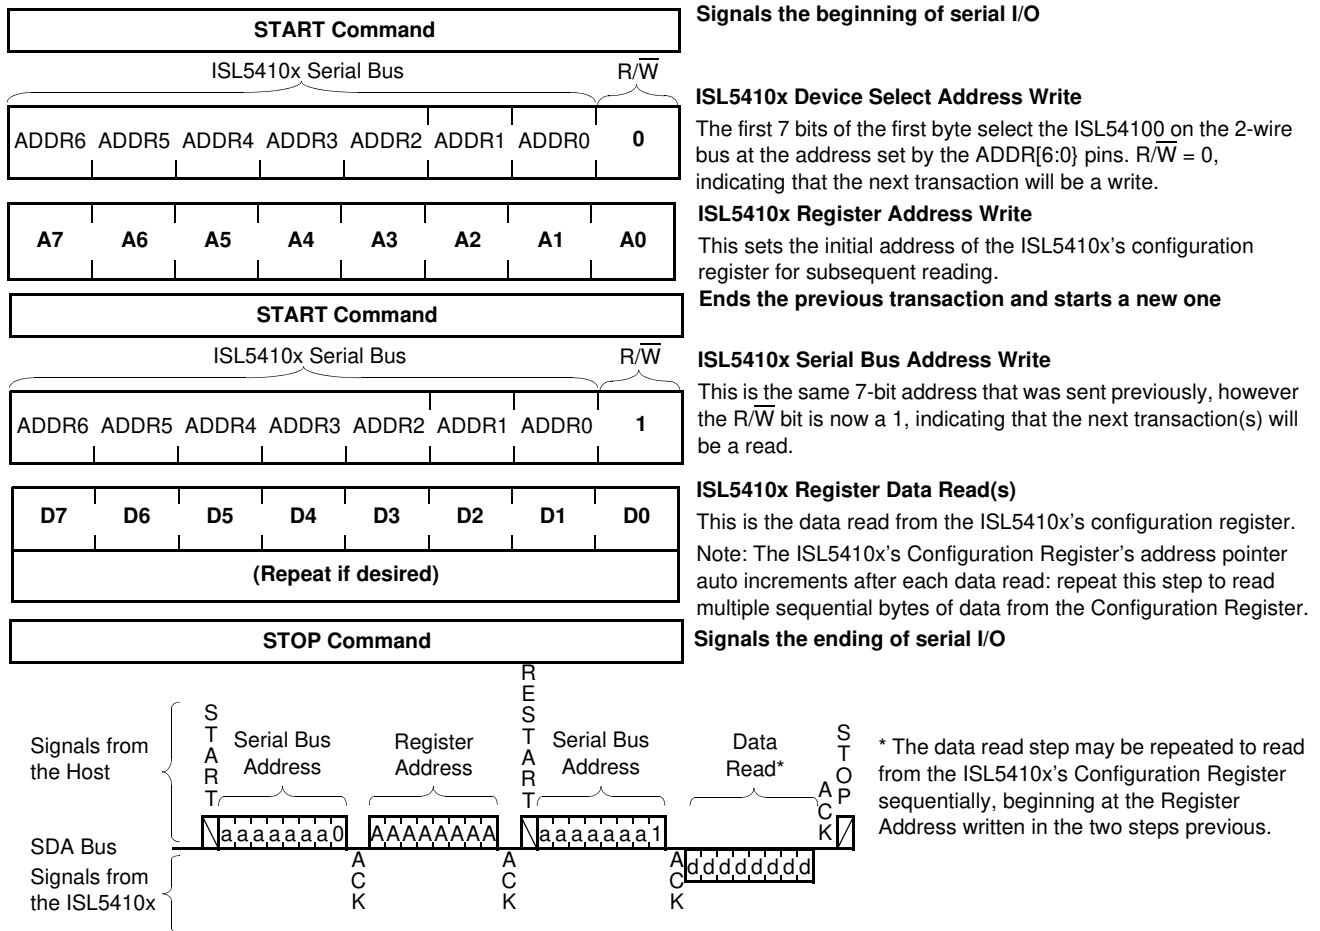 START Command
Signals the beginning of serial I/O
ISL5410x Serial Bus
R/W
ADDR6 ADDR5 ADDR4 ADDR3 ADDR2 ADDR1 ADDR0 0
ISL5410x Device Select Address Write
The first 7 bits of the first byte select the ISL54100 on the 2-wire
bus at the address set by the ADDR[6:0} pins. R/W = 0,
indicating that the next transaction will be a write.
A7 A6 A5 A4 A3 A2 A1 A0
ISL5410x Register Address Write
This sets the initial address of the ISL5410x's configuration
register for subsequent reading.
START Command
Ends the previous transaction and starts a new one
ISL5410x Serial Bus
R/W
ADDR6 ADDR5 ADDR4 ADDR3 ADDR2 ADDR1 ADDR0 1
ISL5410x Serial Bus Address Write
This is the same 7-bit address that was sent previously, however
the R/W bit is now a 1, indicating that the next transaction(s) will
be a read.
D7 D6 D5 D4 D3 D2 D1 D0
(Repeat if desired)
ISL5410x Register Data Read(s)
This is the data read from the ISL5410x's configuration register.
Note: The ISL5410x's Configuration Register's address pointer
auto increments after each data read: repeat this step to read
multiple sequential bytes of data from the Configuration Register.
STOP Command
Signals the ending of serial I/O
Signals from
the Host
START
Serial Bus
Address
Register
Address
RESTART
Serial Bus
Address
Data
Read*
ACK
STOP
* The data read step may be repeated to read
from the ISL5410x's Configuration Register
sequentially, beginning at the Register
Address written in the two steps previous.
SDA Bus
aaaaaaa0
AAAAAAAA
aaaaaaa1
Signals from
the ISL5410x
ACK
ACK
ACK
dddddddd